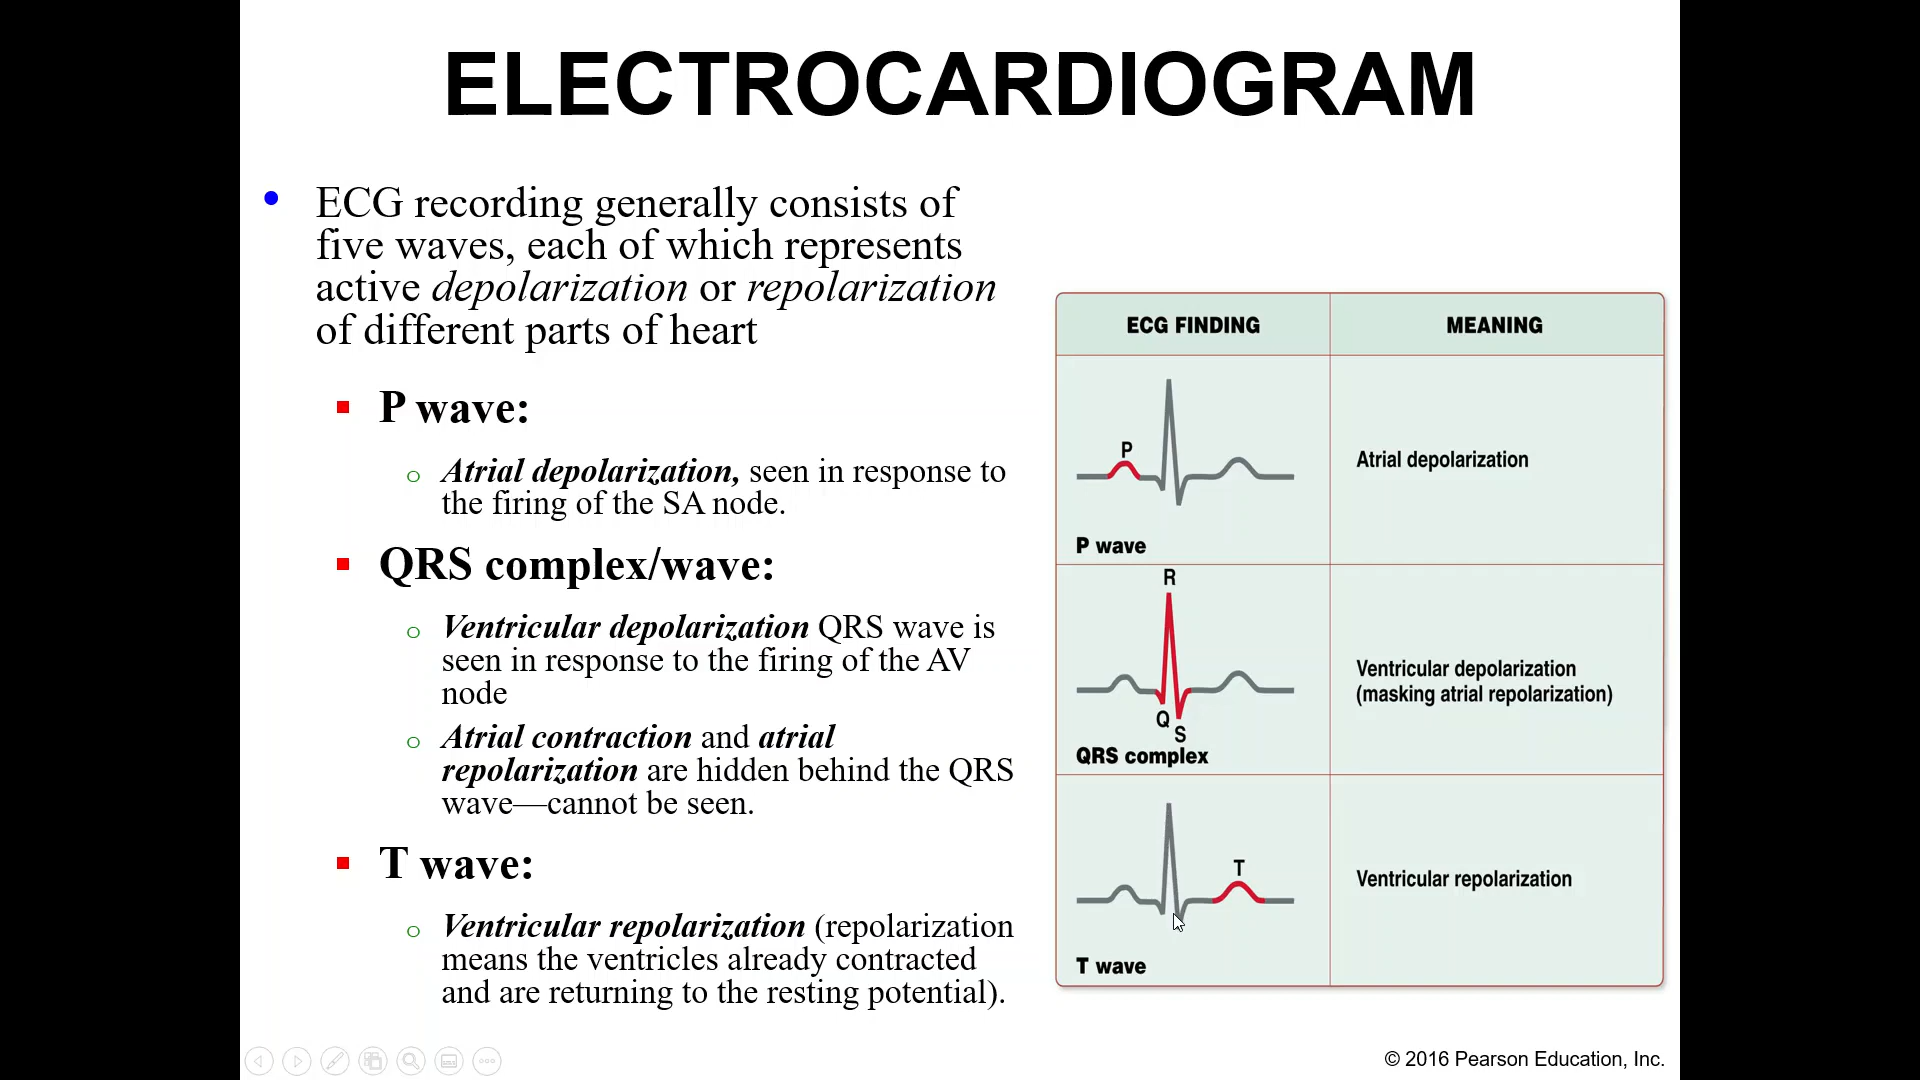 ELECTROCARDIOGRAM
• ECG recording generally consists of
five waves, each of which represents
active depolarization or repolarization
of different parts of heart
▪ P wave:
o Atrial depolarization, seen in response to
the firing of the SA node.
▪ QRS complex/wave:
o Ventricular depolarization QRS wave is
seen in response to the firing of the AV
node
o Atrial contraction and atrial
repolarization are hidden behind the QRS
wave—cannot be seen.
▪ T wave:
o Ventricular repolarization (repolarization
means the ventricles already contracted
and are returning to the resting potential).
ECG FINDING
MEANING
P
P wave
Atrial depolarization
R
Q
S
QRS complex
Ventricular depolarization
(masking atrial repolarization)
T
T wave
Ventricular repolarization
© 2016 Pearson Education, Inc.